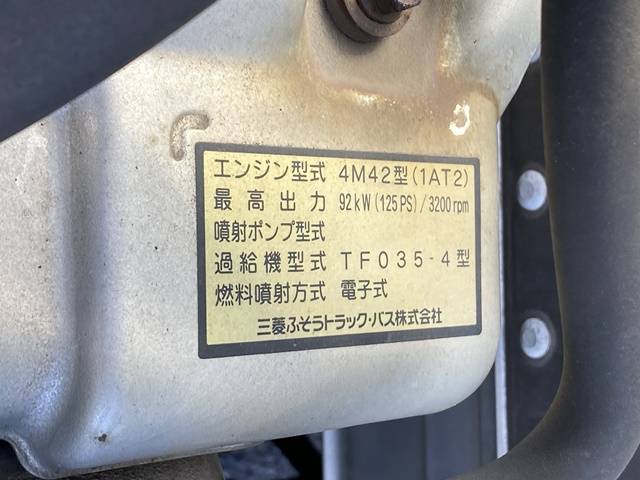 エンジン型式 4M42型(1AT2)
最高出力 92kW(125PS)/3200rpm
噴射ポンプ型式
過給機型式 TF035-4型
燃料噴射方式 電子式
三菱ふそうトラック・バス株式会社